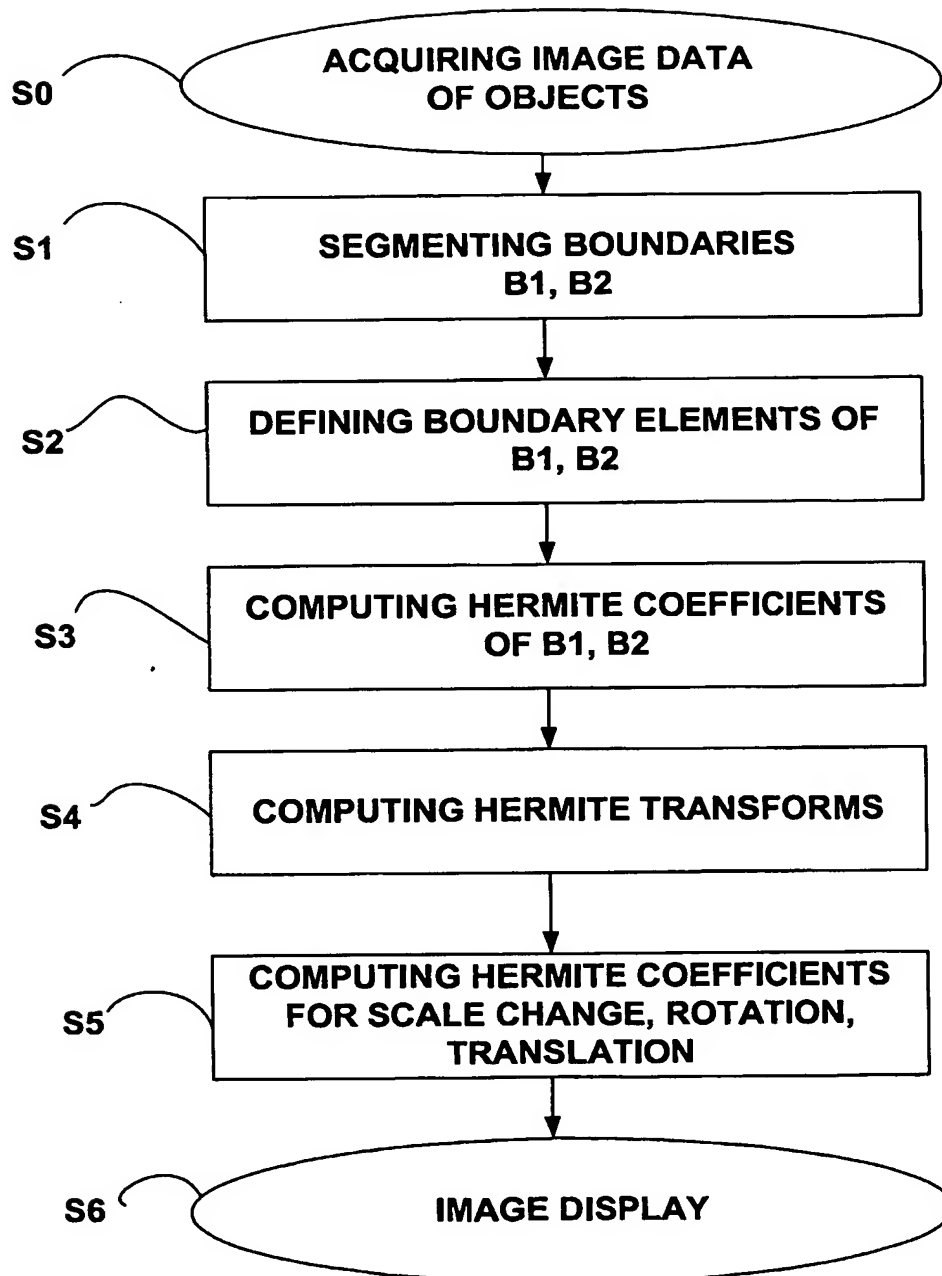 S0
ACQUIRING IMAGE DATA
OF OBJECTS
S1
SEGMENTING BOUNDARIES
B1, B2
S2
DEFINING BOUNDARY ELEMENTS OF
B1, B2
S3
COMPUTING HERMITE COEFFICIENTS
OF B1, B2
S4
COMPUTING HERMITE TRANSFORMS
S5
COMPUTING HERMITE COEFFICIENTS
FOR SCALE CHANGE, ROTATION,
TRANSLATION
S6
IMAGE DISPLAY